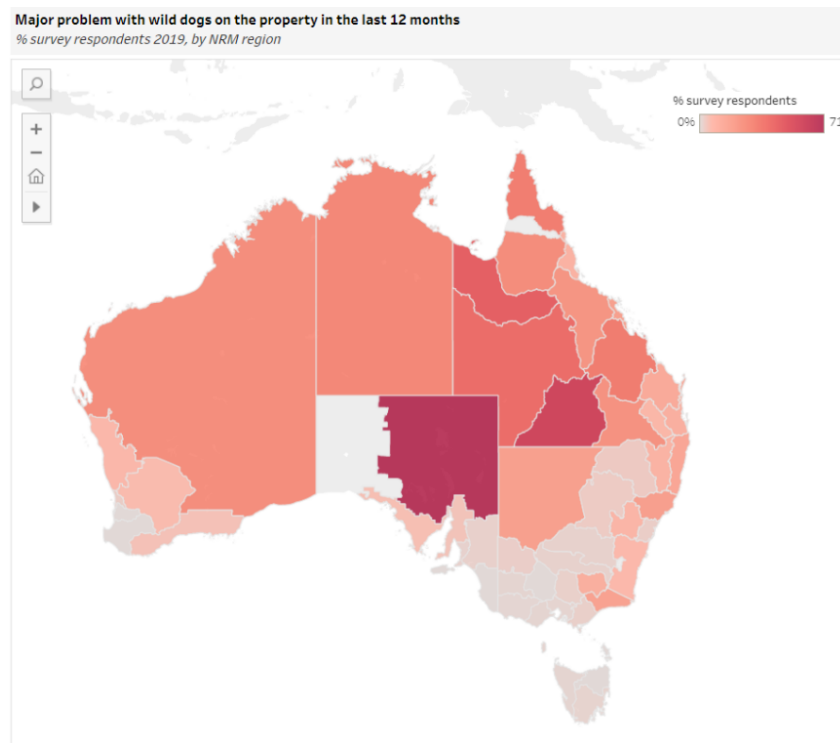 Major problem with wild dogs on the property in the last 12 months
% survey respondents 2019, by NRM region
% survey respondents
0% 71